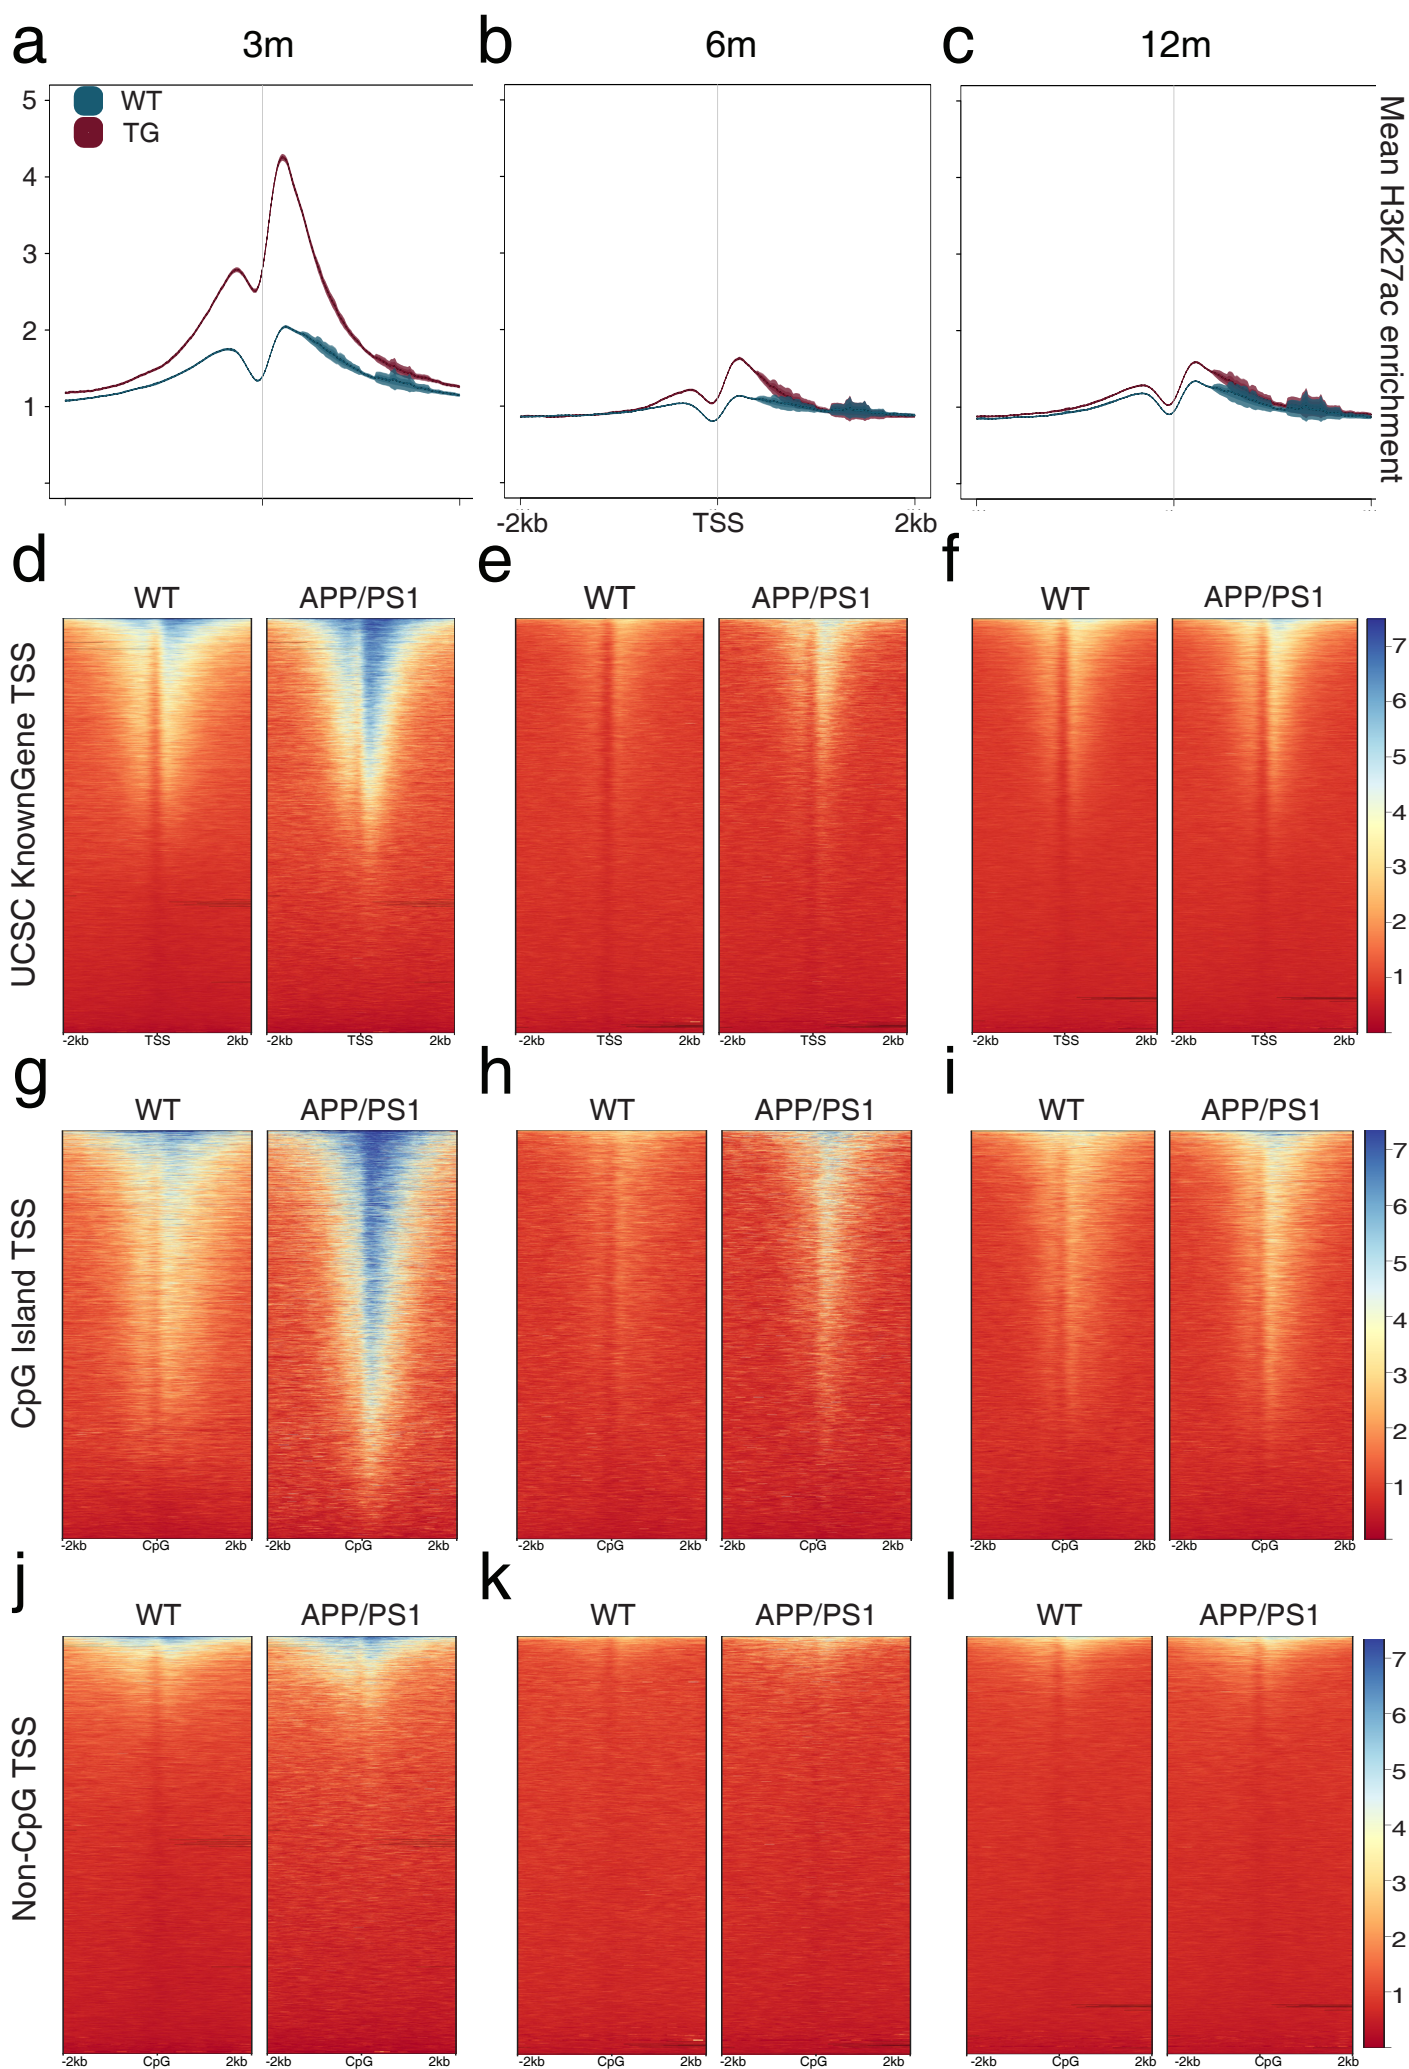 a 3m b 6m c 12m
5
4
3
2
1
WT
TG
Mean H3K27ac enrichment
-2kb TSS 2kb
d WT APP/PS1 e WT APP/PS1 f WT APP/PS1
UCSC KnownGene TSS
7
6
5
4
3
2
1
-2kb TSS 2kb -2kb TSS 2kb -2kb TSS 2kb -2kb TSS 2kb -2kb TSS 2kb -2kb TSS 2kb
g WT APP/PS1 h WT APP/PS1 i WT APP/PS1
CpG Island TSS
7
6
5
4
3
2
1
-2kb CpG 2kb -2kb CpG 2kb -2kb CpG 2kb -2kb CpG 2kb -2kb CpG 2kb -2kb CpG 2kb
j WT APP/PS1 k WT APP/PS1 l WT APP/PS1
Non-CpG TSS
7
6
5
4
3
2
1
-2kb CpG 2kb -2kb CpG 2kb -2kb CpG 2kb -2kb CpG 2kb -2kb CpG 2kb -2kb CpG 2kb